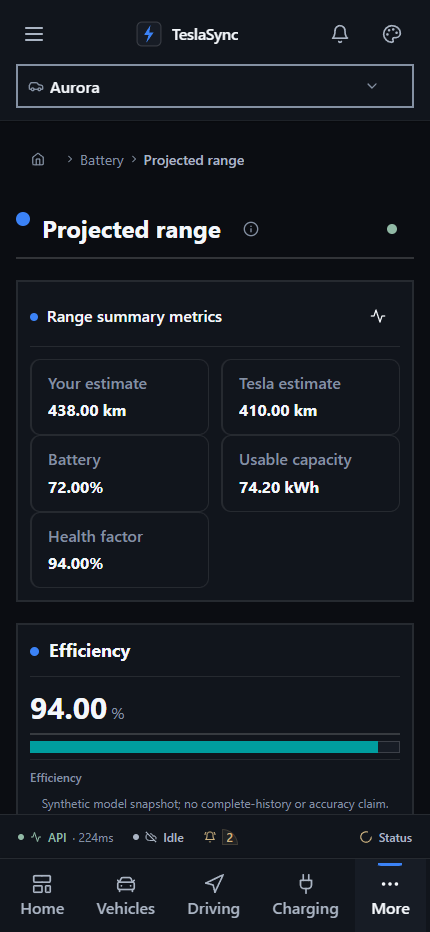 TeslaSync
Aurora
Battery
Projected range
Projected range
Range summary metrics
Your estimate
438.00 km
Tesla estimate
410.00 km
Battery
72.00%
Usable capacity
74.20 kWh
Health factor
94.00%
Efficiency
94.00 %
Efficiency
Synthetic model snapshot; no complete-history or accuracy claim.
API · 224ms
Idle
2
Status
Home
Vehicles
Driving
Charging
More